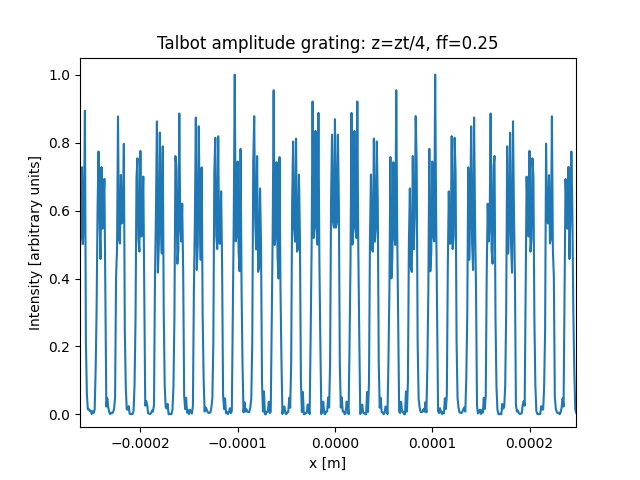 Talbot amplitude grating: z=zt/4, ff=0.25
Intensity [arbitrary units]
1.0
0.8
0.6
0.4
0.2
0.0
−0.0002 −0.0001 0.0000 0.0001 0.0002
x [m]